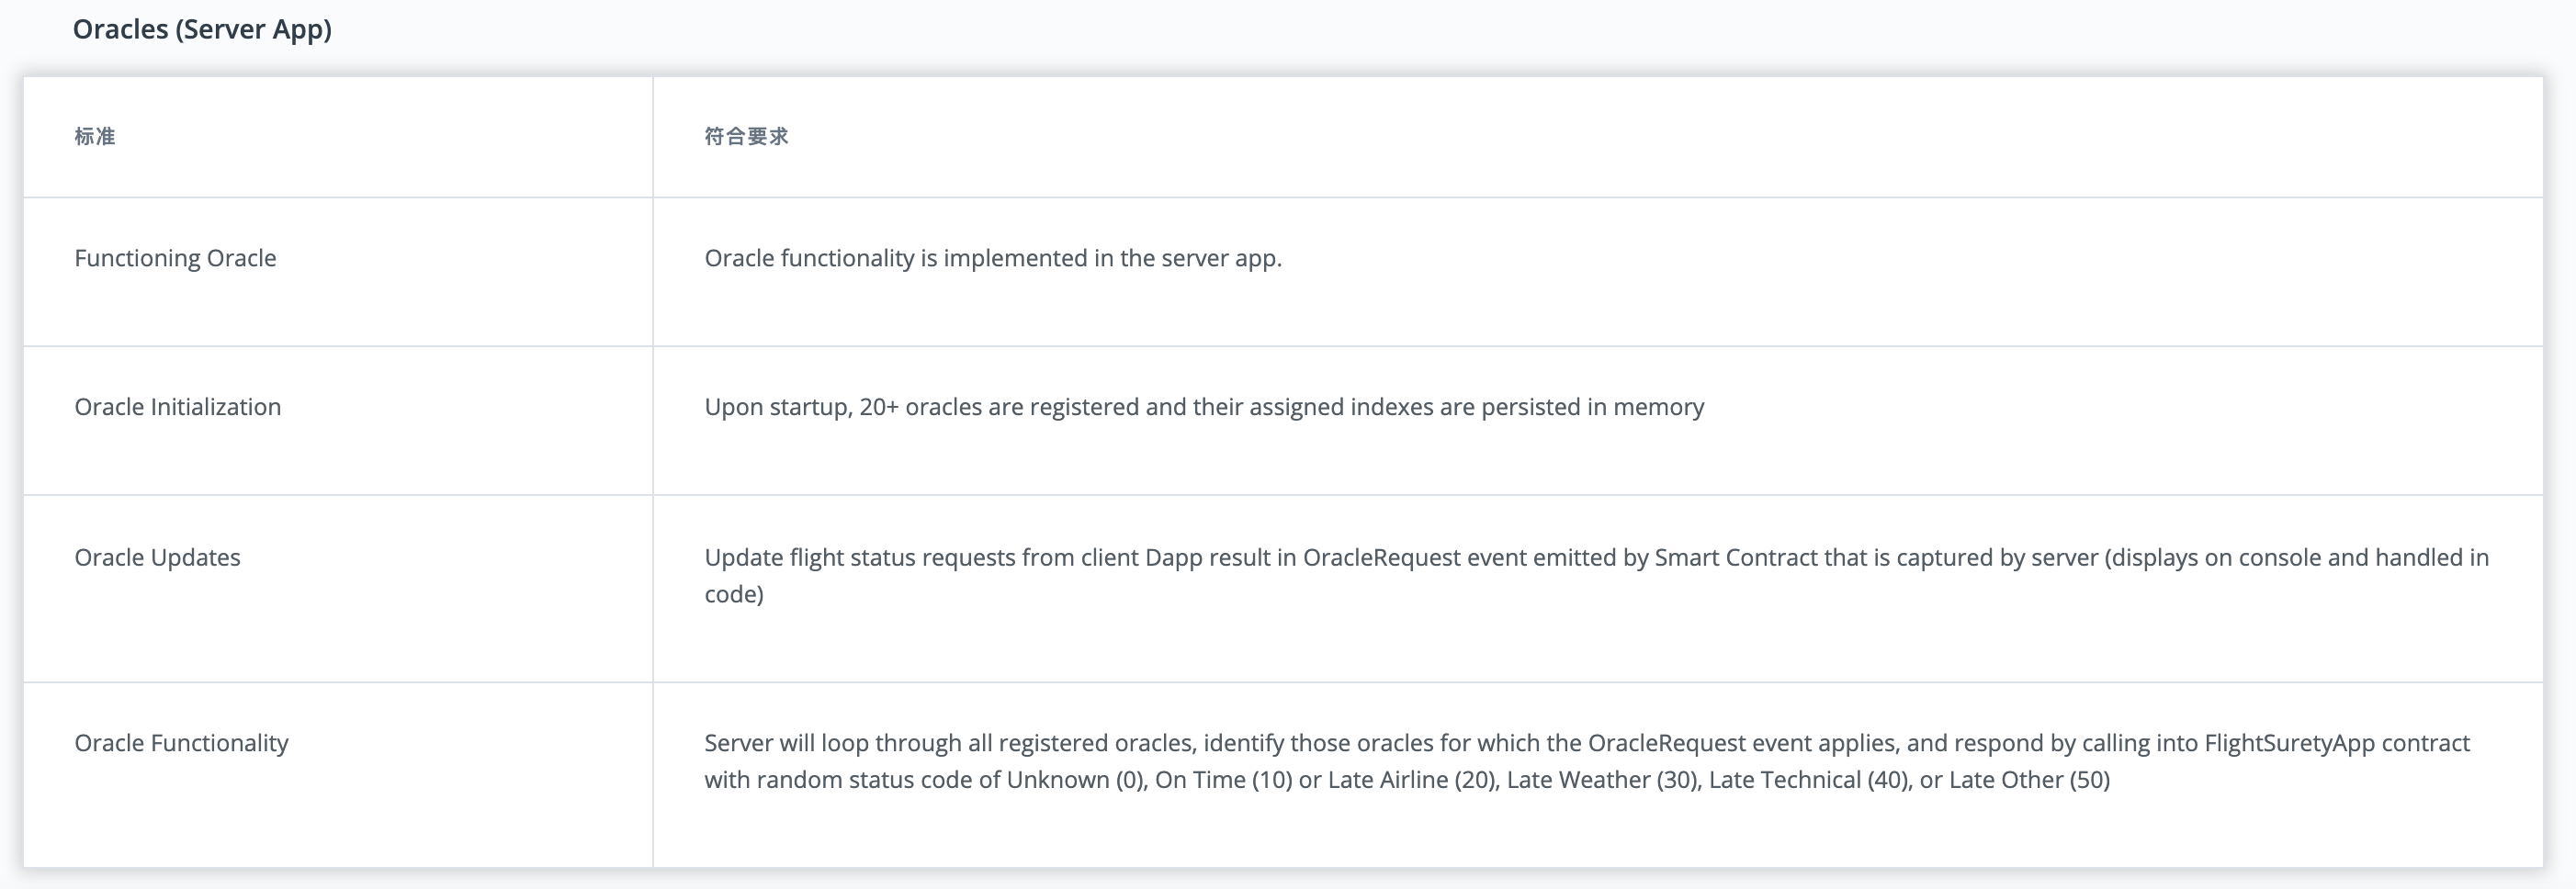 Oracles (Server App)
标准
符合要求
Functioning Oracle
Oracle functionality is implemented in the server app.
Oracle Initialization
Upon startup, 20+ oracles are registered and their assigned indexes are persisted in memory
Oracle Updates
Update flight status requests from client Dapp result in OracleRequest event emitted by Smart Contract that is captured by server (displays on console and handled in
code)
Oracle Functionality
Server will loop through all registered oracles, identify those oracles for which the OracleRequest event applies, and respond by calling into FlightSuretyApp contract
with random status code of Unknown (0), On Time (10) or Late Airline (20), Late Weather (30), Late Technical (40), or Late Other (50)